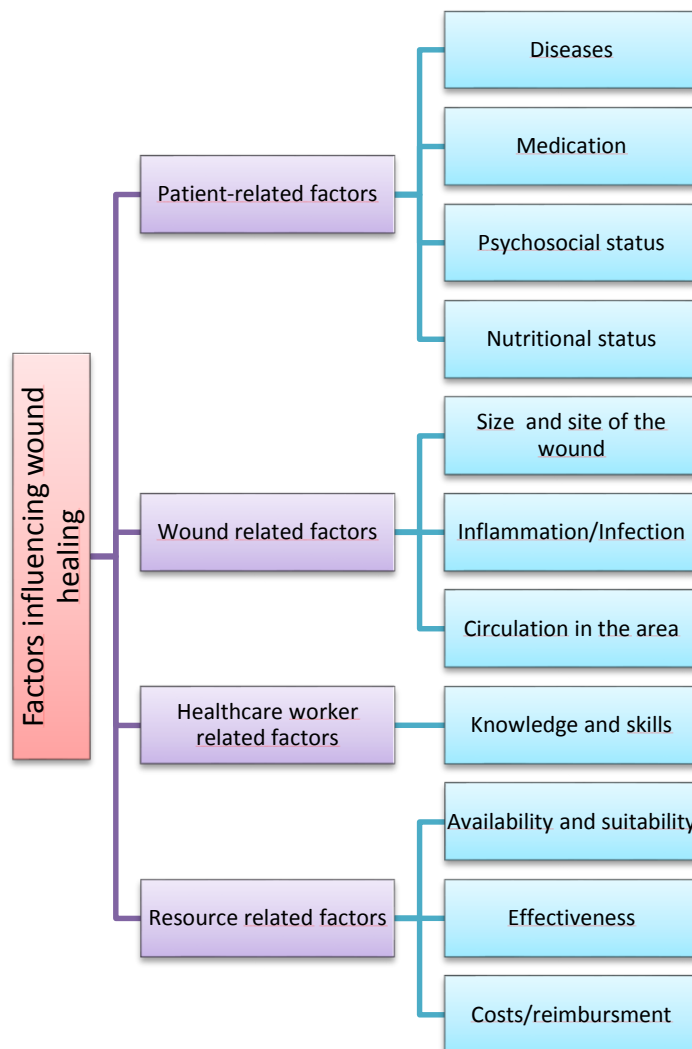 Factors influencing wound
healing
Patient-related factors
Diseases
Medication
Psychosocial status
Nutritional status
Wound related factors
Size and site of the
wound
Inflammation/Infection
Circulation in the area
Healthcare worker
related factors
Knowledge and skills
Resource related factors
Availability and suitability
Effectiveness
Costs/reimbursment